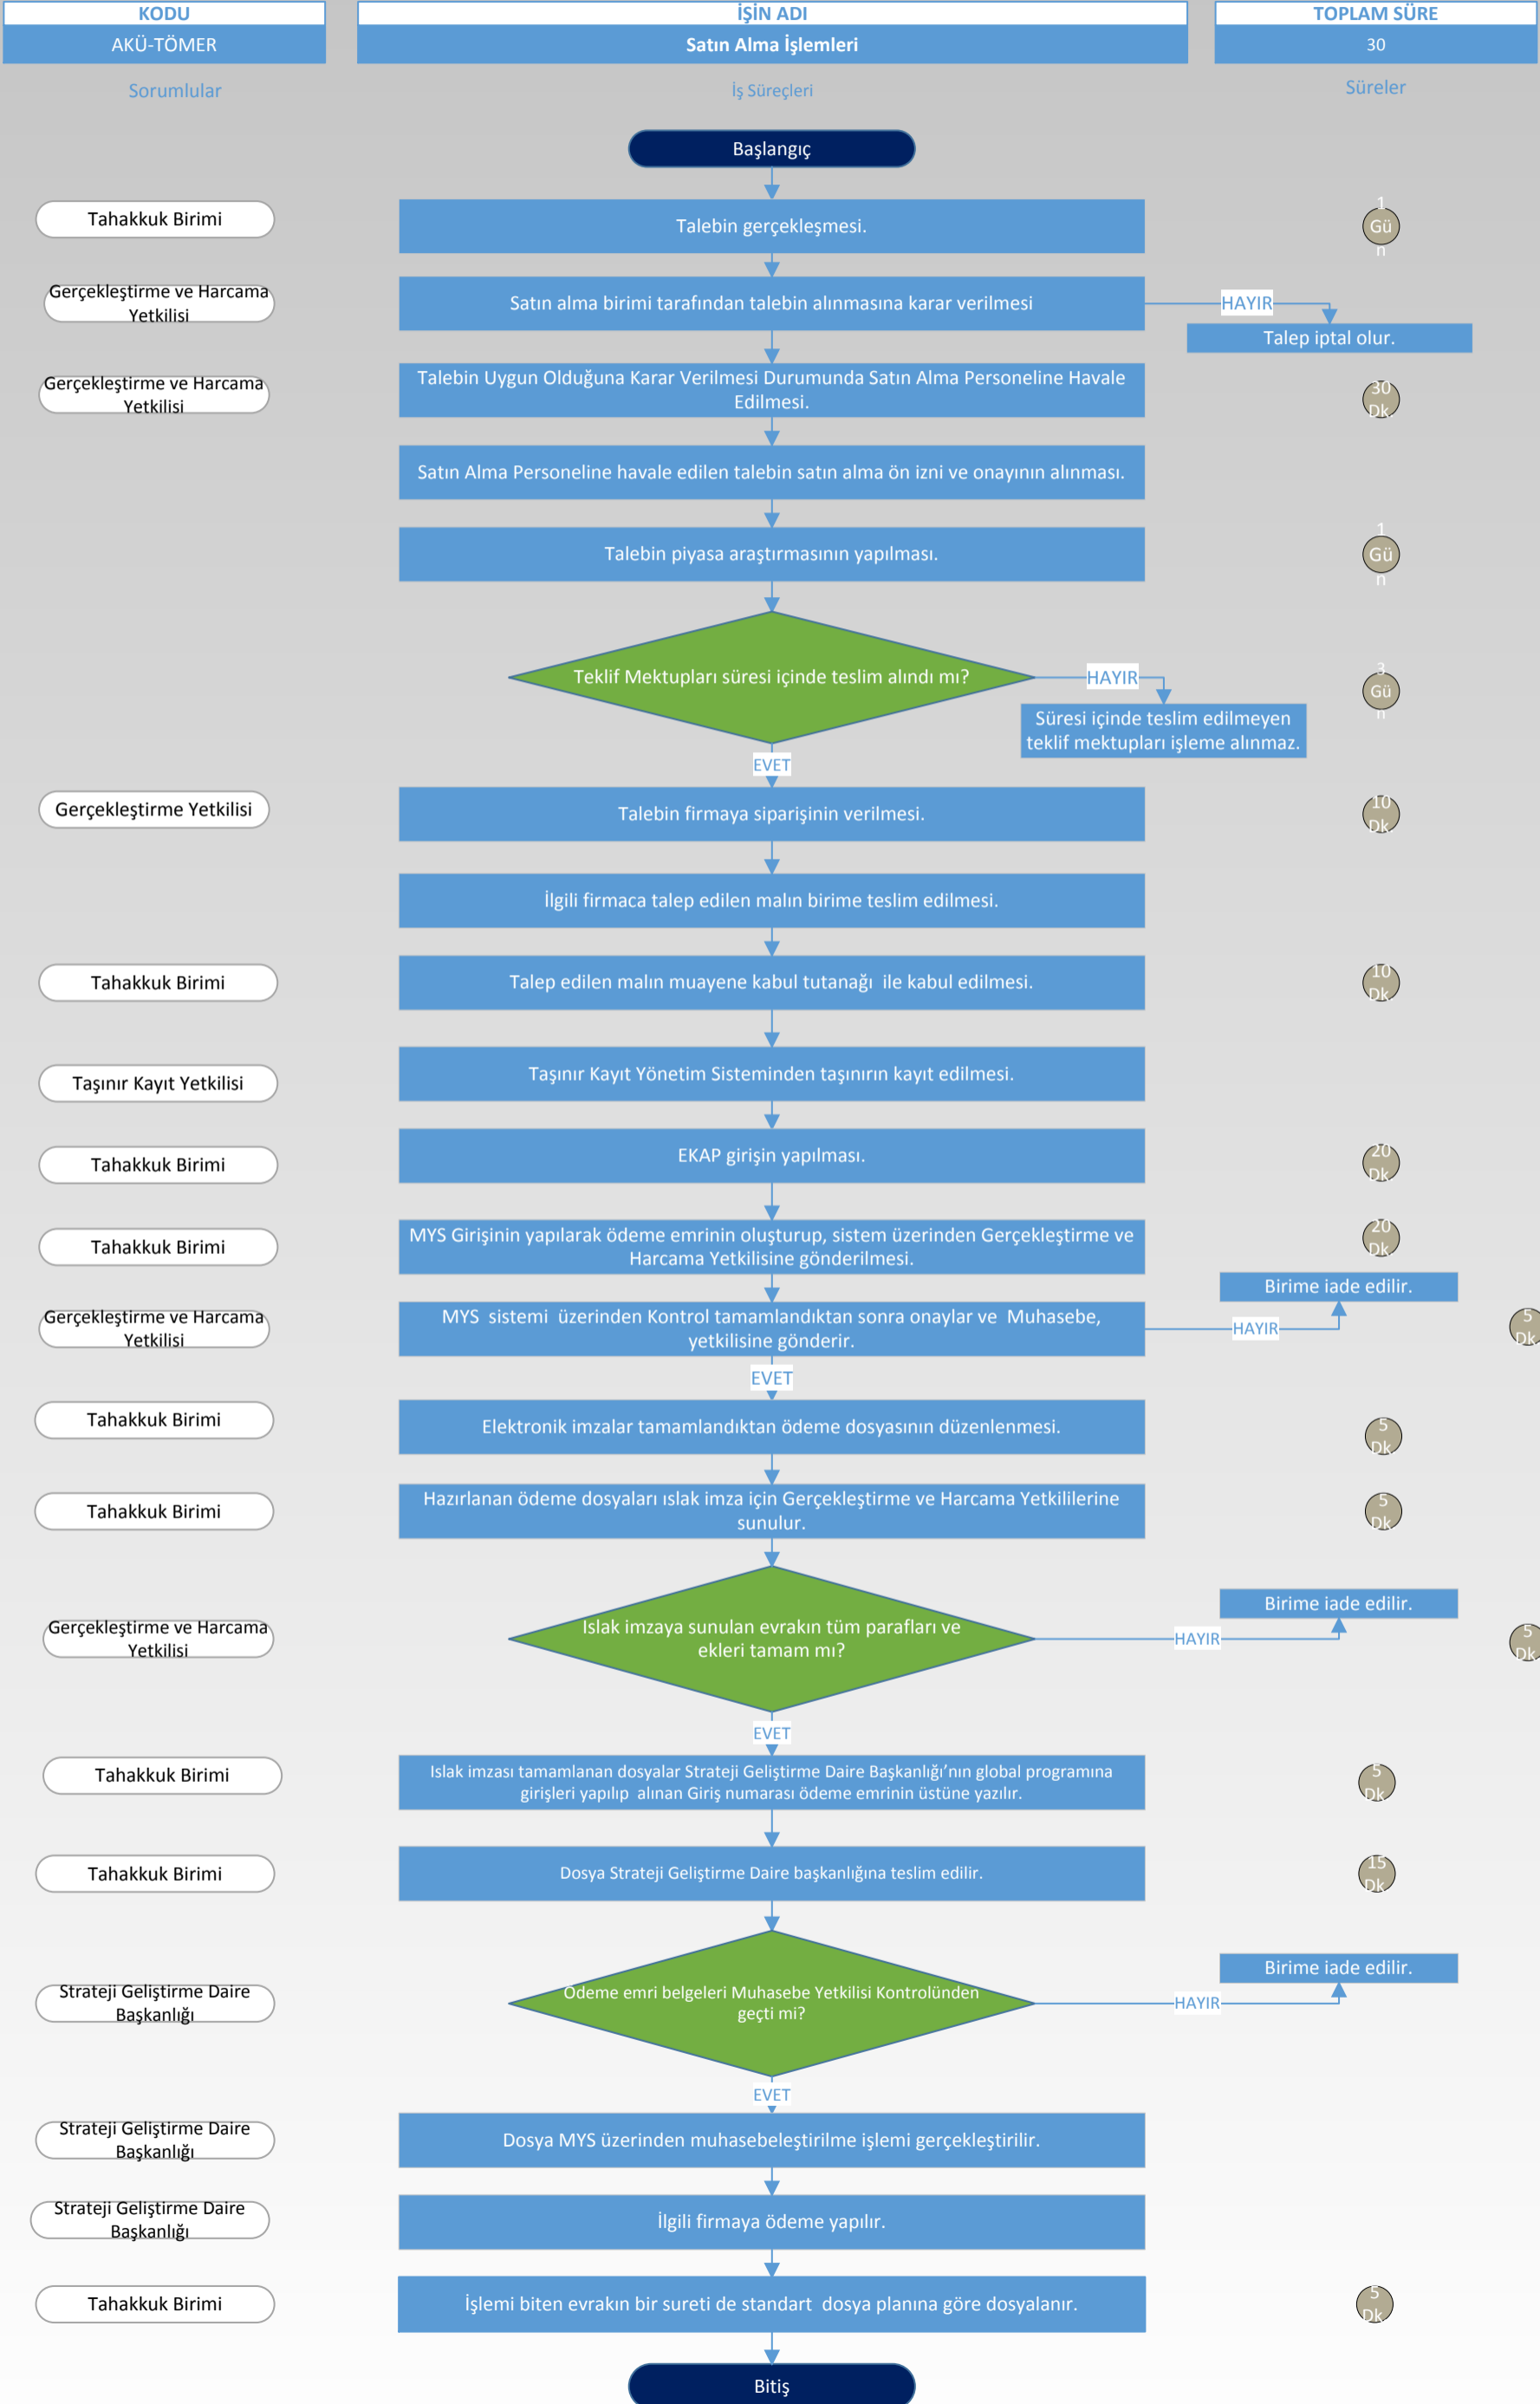 KODU
İŞİN ADI
TOPLAM SÜRE
AKÜ-TÖMER
Satın Alma İşlemleri
30
Sorumlular
İş Süreçleri
Süreler
Başlangıç
Tahakkuk Birimi
Talebin gerçekleşmesi.
1
Gü
n
Gerçekleştirme ve Harcama
Yetkilisi
Satın alma birimi tarafından talebin alınmasına karar verilmesi
HAYIR
Talep iptal olur.
Gerçekleştirme ve Harcama
Yetkilisi
Talebin Uygun Olduğuna Karar Verilmesi Durumunda Satın Alma Personeline Havale
Edilmesi.
30
Dk.
Satın Alma Personeline havale edilen talebin satın alma ön izni ve onayının alınması.
Talebin piyasa araştırmasının yapılması.
1
Gü
n
Teklif Mektupları süresi içinde teslim alındı mı?
HAYIR
3
Gü
n
Süresi içinde teslim edilmeyen
teklif mektupları işleme alınmaz.
EVET
Gerçekleştirme Yetkilisi
Talebin firmaya siparişinin verilmesi.
10
Dk.
İlgili firmaca talep edilen malın birime teslim edilmesi.
Tahakkuk Birimi
Talep edilen malın muayene kabul tutanağı  ile kabul edilmesi.
10
Dk.
Taşınır Kayıt Yetkilisi
Taşınır Kayıt Yönetim Sisteminden taşınırın kayıt edilmesi.
Tahakkuk Birimi
EKAP girişin yapılması.
20
Dk.
Tahakkuk Birimi
MYS Girişinin yapılarak ödeme emrinin oluşturup, sistem üzerinden Gerçekleştirme ve
Harcama Yetkilisine gönderilmesi.
20
Dk.
Birime iade edilir.
Gerçekleştirme ve Harcama
Yetkilisi
MYS  sistemi  üzerinden Kontrol tamamlandıktan sonra onaylar ve  Muhasebe,
yetkilisine gönderir.
HAYIR
5
Dk.
EVET
Tahakkuk Birimi
Elektronik imzalar tamamlandıktan ödeme dosyasının düzenlenmesi.
5
Dk.
Tahakkuk Birimi
Hazırlanan ödeme dosyaları ıslak imza için Gerçekleştirme ve Harcama Yetkililerine
sunulur.
5
Dk.
Birime iade edilir.
Gerçekleştirme ve Harcama
Yetkilisi
Islak imzaya sunulan evrakın tüm parafları ve
ekleri tamam mı?
HAYIR
5
Dk.
EVET
Tahakkuk Birimi
Islak imzası tamamlanan dosyalar Strateji Geliştirme Daire Başkanlığı’nın global programına
girişleri yapılıp  alınan Giriş numarası ödeme emrinin üstüne yazılır.
5
Dk.
Tahakkuk Birimi
Dosya Strateji Geliştirme Daire başkanlığına teslim edilir.
15
Dk.
Birime iade edilir.
Strateji Geliştirme Daire
Başkanlığı
Ödeme emri belgeleri Muhasebe Yetkilisi Kontrolünden
geçti mi?
HAYIR
EVET
Strateji Geliştirme Daire
Başkanlığı
Dosya MYS üzerinden muhasebeleştirilme işlemi gerçekleştirilir.
Strateji Geliştirme Daire
Başkanlığı
İlgili firmaya ödeme yapılır.
Tahakkuk Birimi
İşlemi biten evrakın bir sureti de standart  dosya planına göre dosyalanır.
5
Dk.
Bitiş